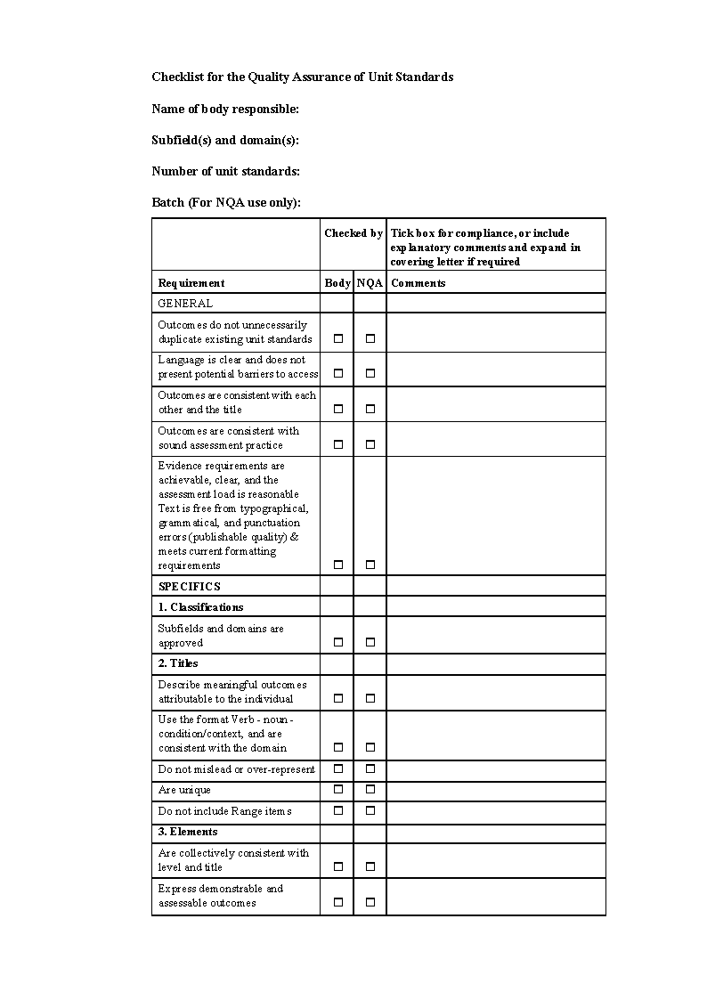 Checklist for the Quality Assurance of Unit Standards
Name of body responsible:
Subfield(s) and domain(s):
Number of unit standards:
Batch (For NQA use only):
Checked by
Tick box for compliance, or include
explanatory comments and expand in
covering letter if required
Requirement Body NQA Comments
GENERAL
Outcomes do not unnecessarily
duplicate existing unit standards ☐ ☐
Language is clear and does not
present potential barriers to access ☐ ☐
Outcomes are consistent with each
other and the title ☐ ☐
Outcomes are consistent with
sound assessment practice ☐ ☐
Evidence requirements are
achievable, clear, and the
assessment load is reasonable
Text is free from typographical,
grammatical, and punctuation
errors (publishable quality) &
meets current formatting
requirements ☐ ☐
SPECIFICS
1. Classifications
Subfields and domains are
approved ☐ ☐
2. Titles
Describe meaningful outcomes
attributable to the individual ☐ ☐
Use the format Verb - noun -
condition/context, and are
consistent with the domain ☐ ☐
Do not mislead or over-represent ☐ ☐
Are unique ☐ ☐
Do not include Range items ☐ ☐
3. Elements
Are collectively consistent with
level and title ☐ ☐
Express demonstrable and
assessable outcomes ☐ ☐